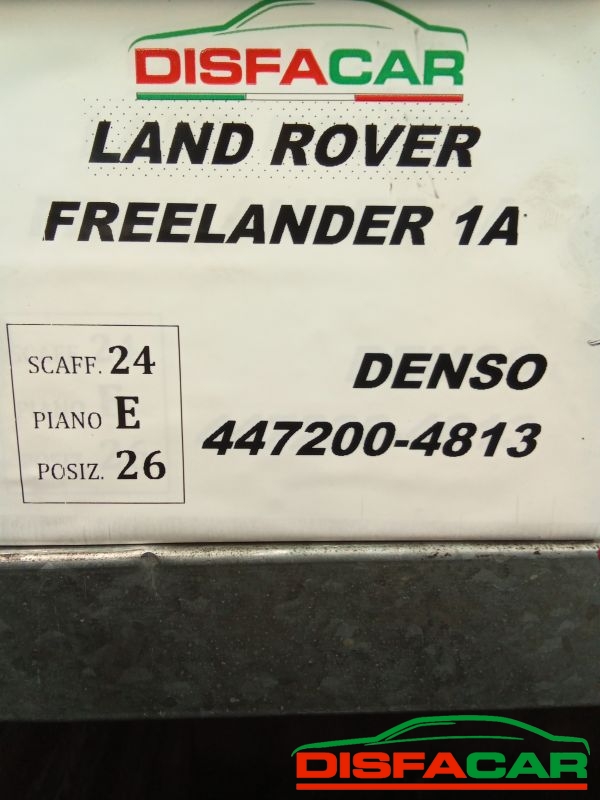 DISFACAR
LAND ROVER
FREELANDER 1A
SCAFF. 24
PIANO E
POSIZ. 26
DENSO
447200-4813
DISFACAR